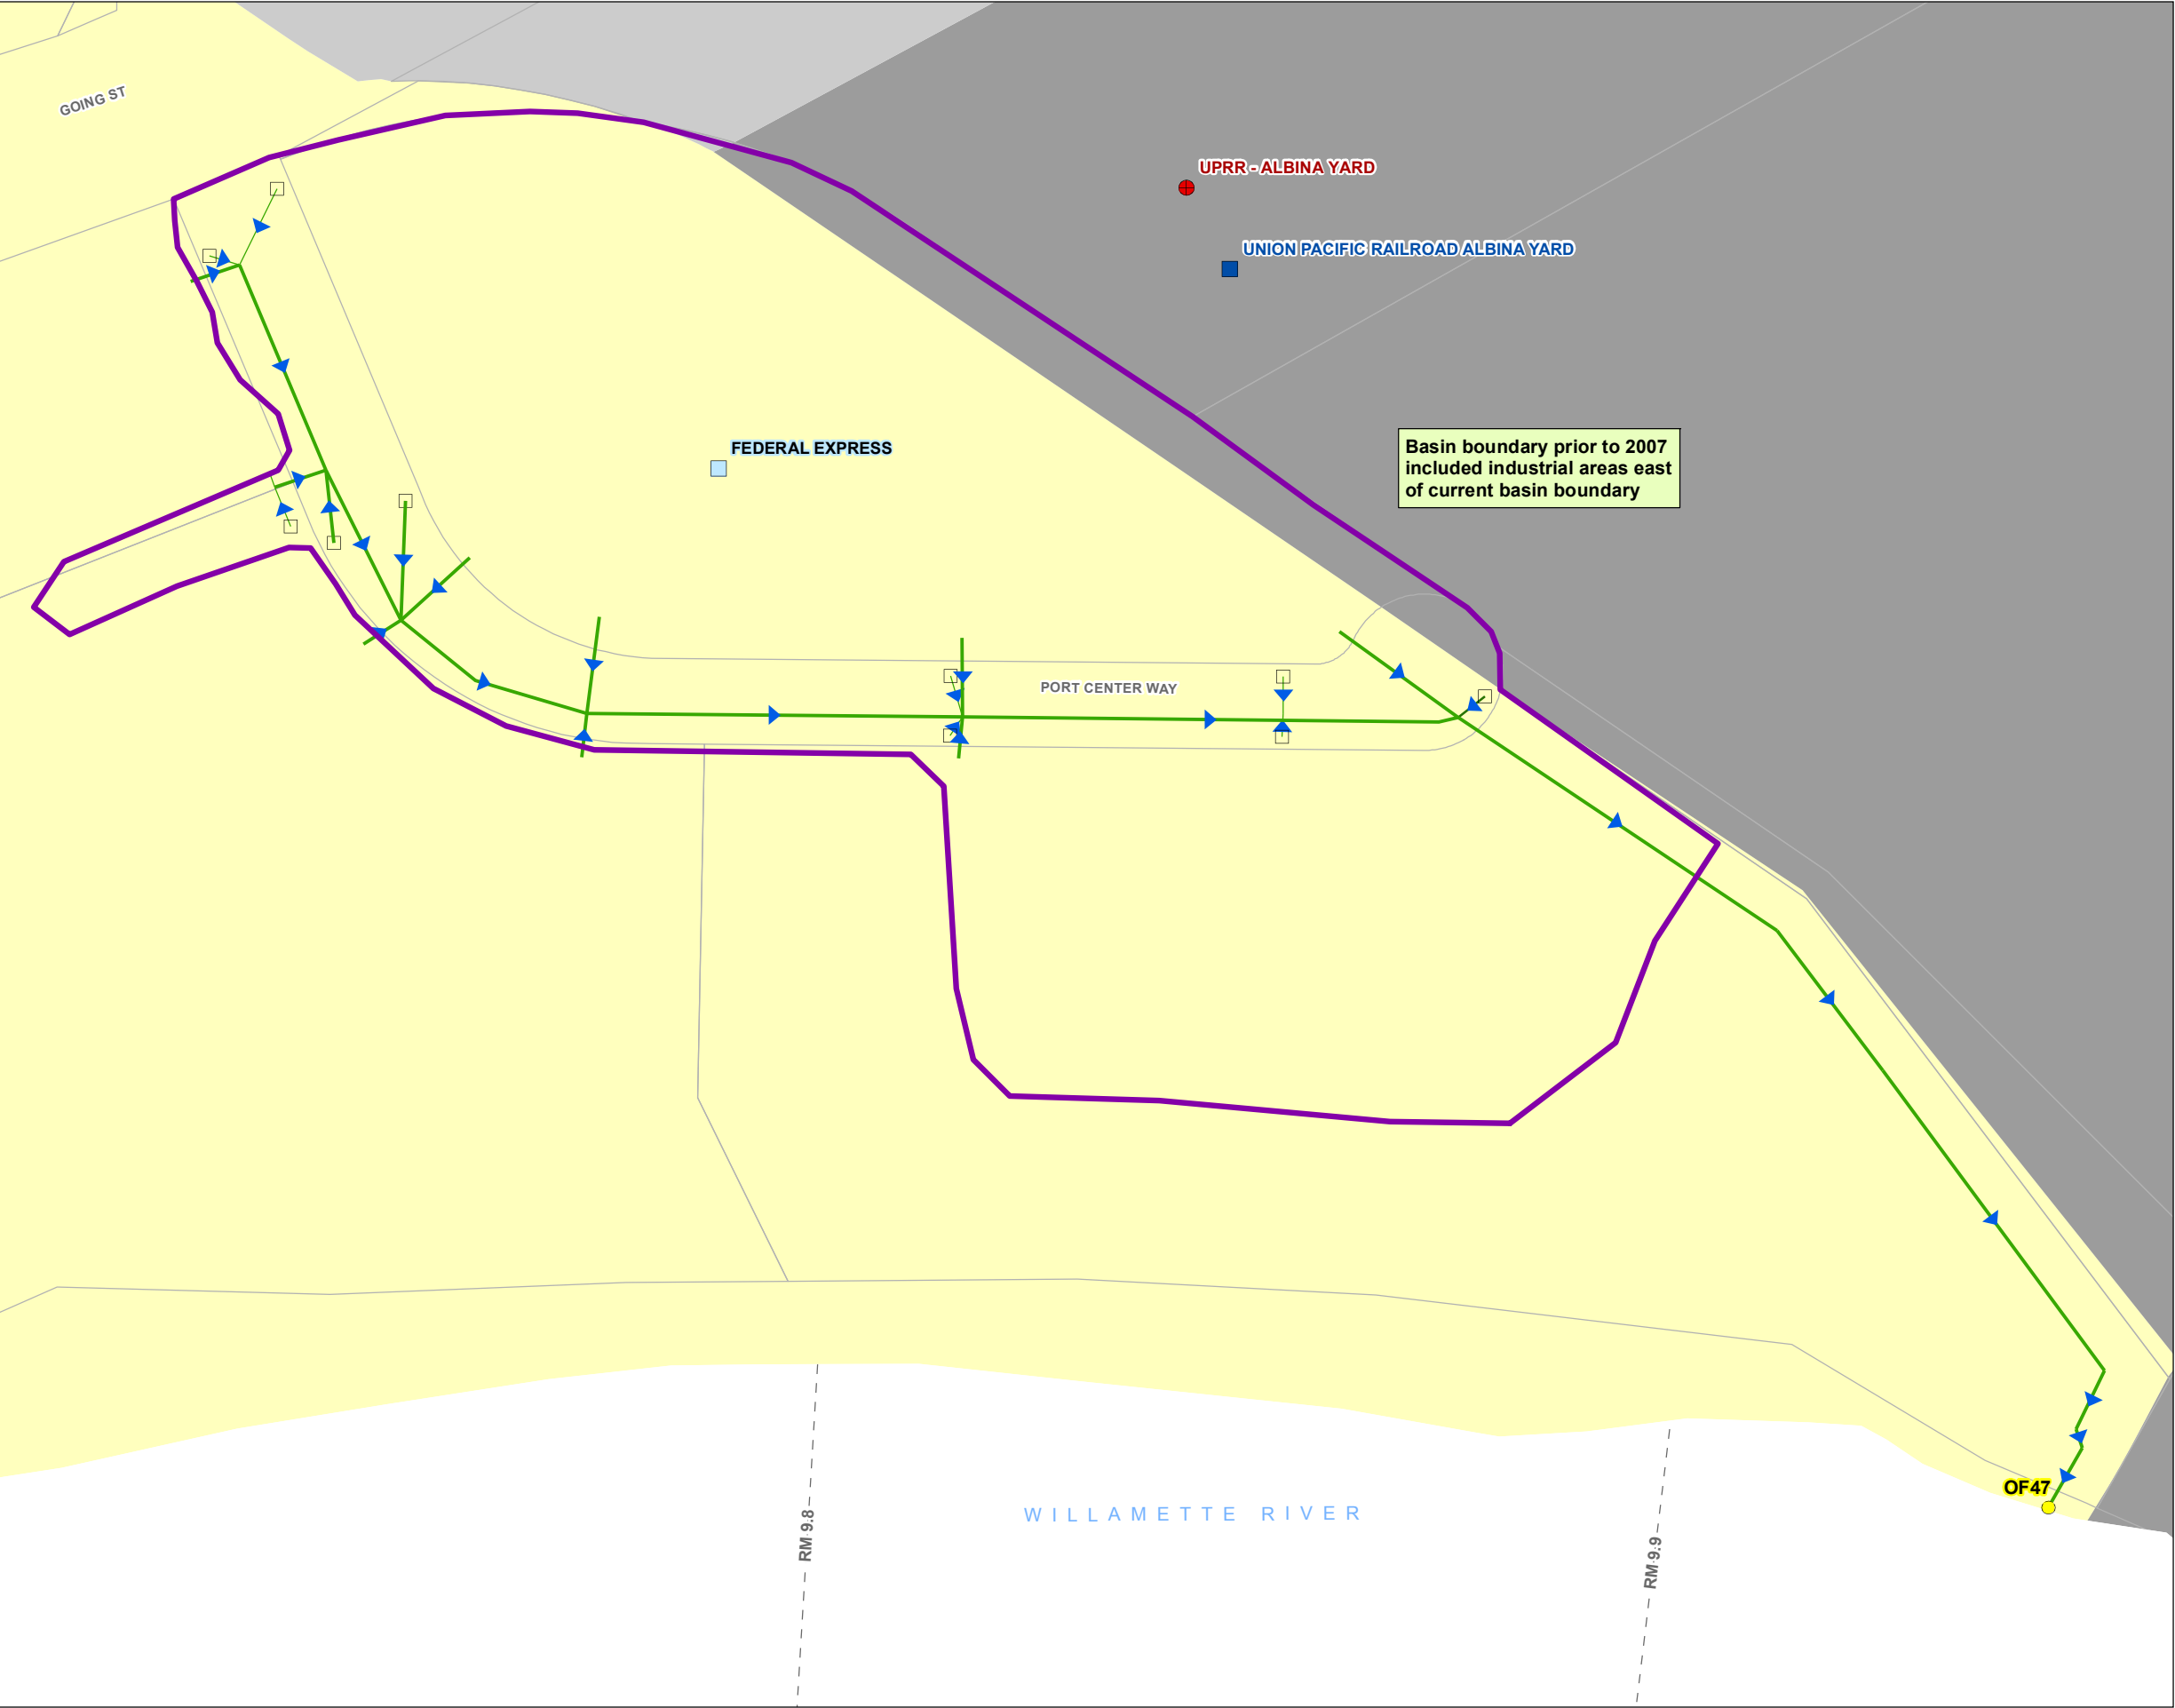 GOING ST
UPRR - ALBINA YARD
UNION PACIFIC RAILROAD ALBINA YARD
FEDERAL EXPRESS
Basin boundary prior to 2007
included industrial areas east
of current basin boundary
PORT CENTER WAY
OF47
WILLAMETTE RIVER
RM 9.8
RM 9.9